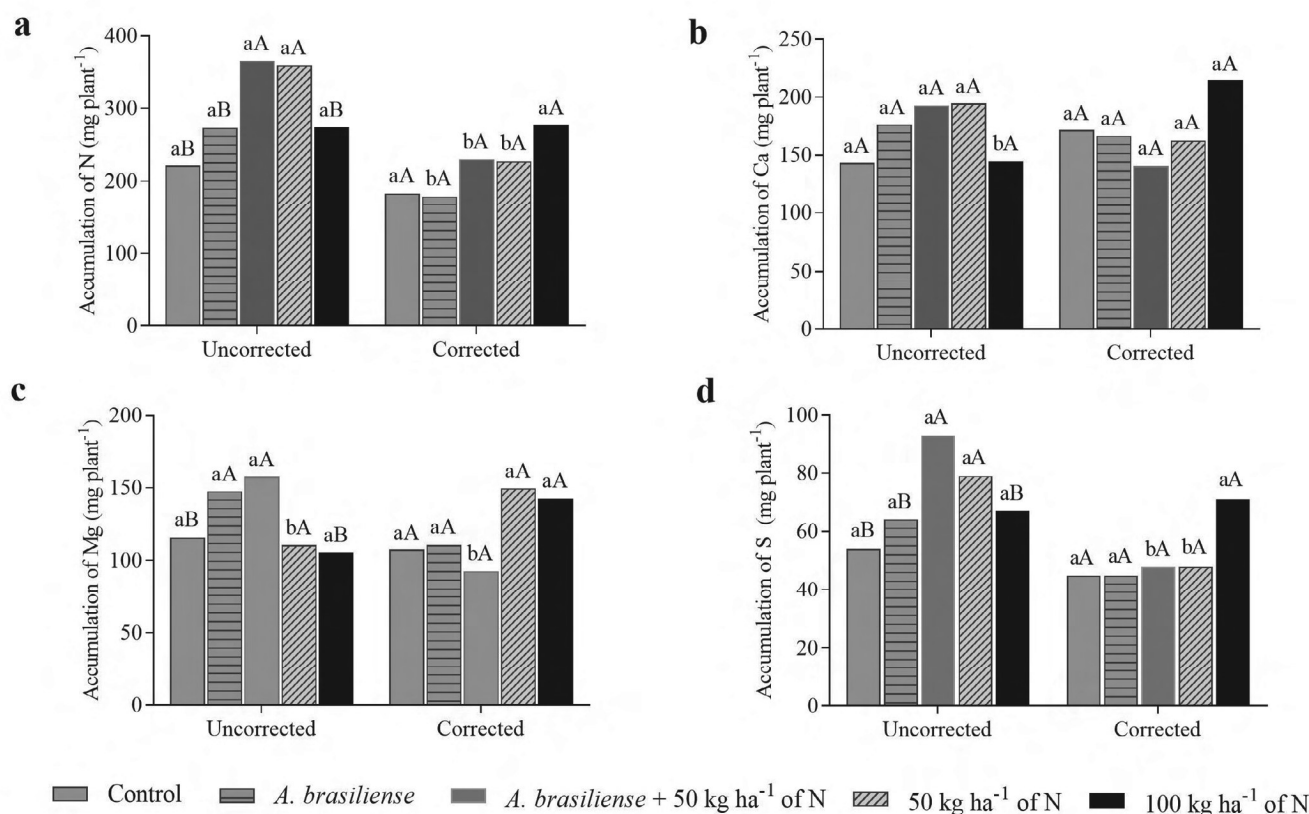 a
Accumulation of N (mg plant⁻¹)
400
300
200
100
0
aB
aB
aA
aA
aB
aA
bA
bA
bA
aA
Uncorrected
Corrected
b
Accumulation of Ca (mg plant⁻¹)
250
200
150
100
50
0
aA
aA
aA
aA
bA
aA
aA
aA
aA
aA
Uncorrected
Corrected
c
Accumulation of Mg (mg plant⁻¹)
200
150
100
50
0
aB
aA
aA
bA
aB
aA
aA
bA
aA
aA
Uncorrected
Corrected
d
Accumulation of S (mg plant⁻¹)
100
80
60
40
20
0
aB
aB
aA
aA
aB
aA
aA
bA
bA
aA
Uncorrected
Corrected
Control
A. brasiliense
A. brasiliense + 50 kg ha⁻¹ of N
50 kg ha⁻¹ of N
100 kg ha⁻¹ of N